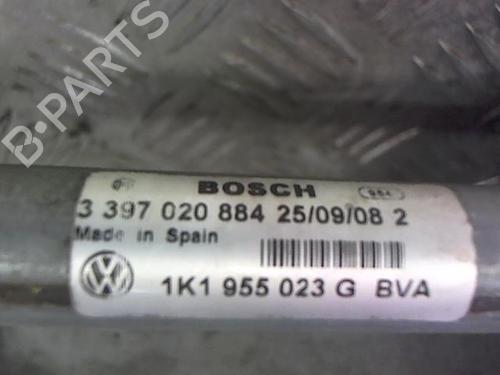 B-PARTS
BOSCH
3 397 020 884 25/09/08 2
Made in Spain
1K1 955 023 G BVA